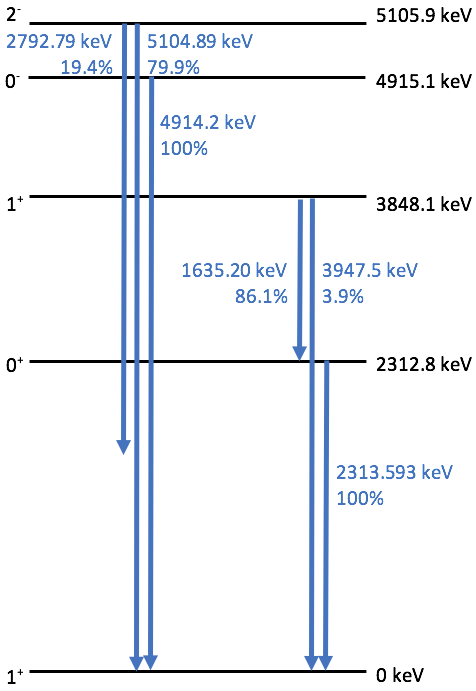 2⁻ 5105.9 keV
2792.79 keV 5104.89 keV
19.4% 79.9%
0⁻ 4915.1 keV
4914.2 keV
100%
1⁺ 3848.1 keV
1635.20 keV 3947.5 keV
86.1% 3.9%
0⁺ 2312.8 keV
2313.593 keV
100%
1⁺ 0 keV